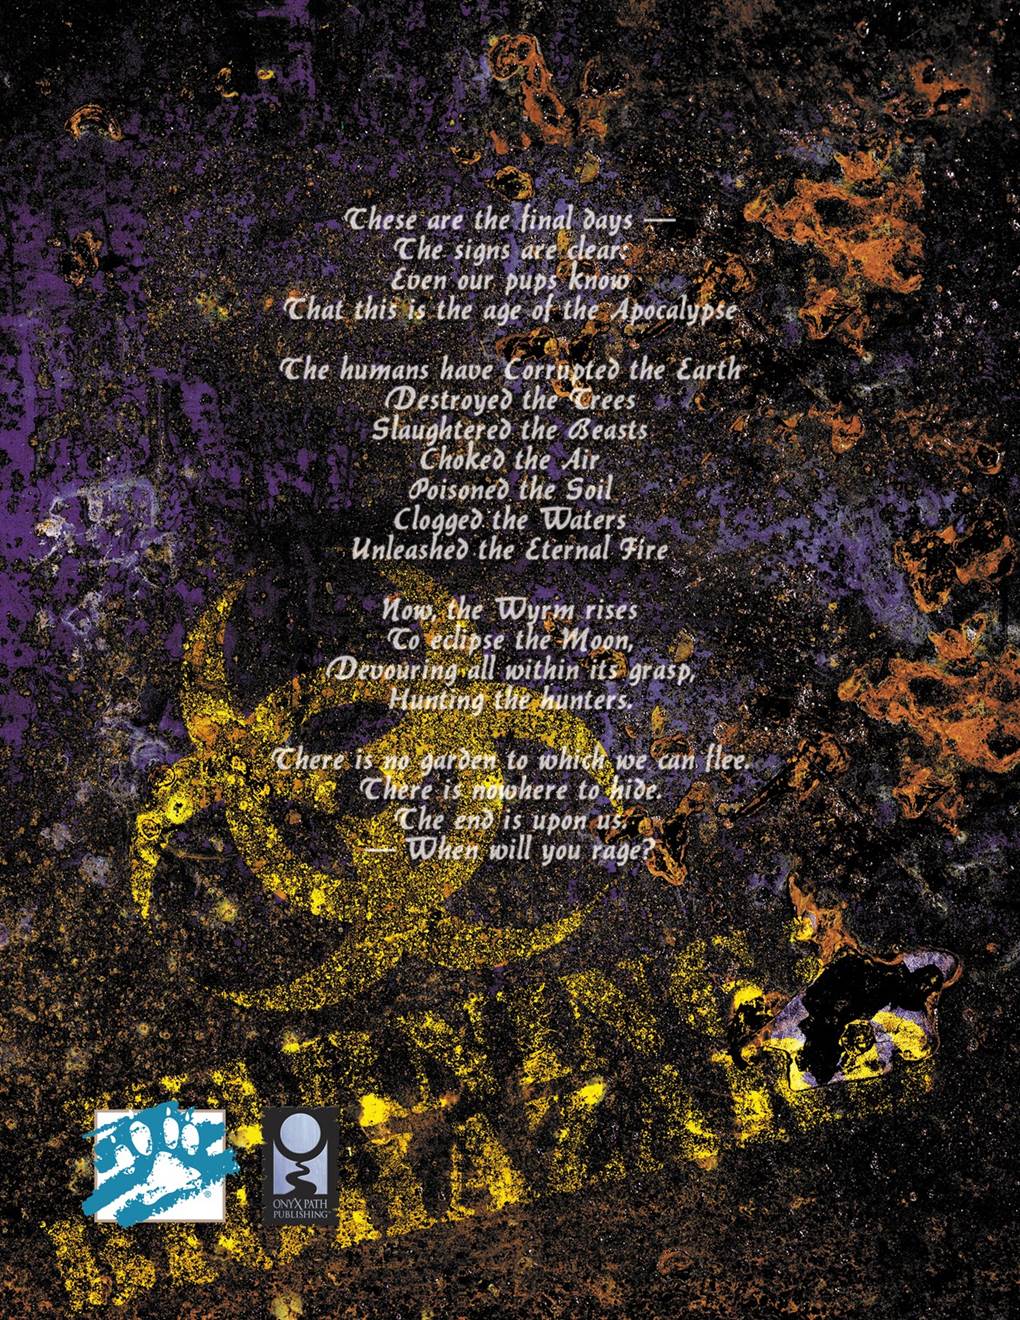 These are the final days —
The signs are clear:
Even our pups know
That this is the age of the Apocalypse
The humans have Corrupted the Earth
Destroyed the Trees
Slaughtered the Beasts
Choked the Air
Poisoned the Soil
Clogged the Waters
Unleashed the Eternal Fire
Now, the Wyrm rises
To eclipse the Moon,
Devouring all within its grasp,
Hunting the hunters.
There is no garden to which we can flee.
There is nowhere to hide.
The end is upon us.
— When will you rage?
ONYX PATH
PUBLISHING™
®